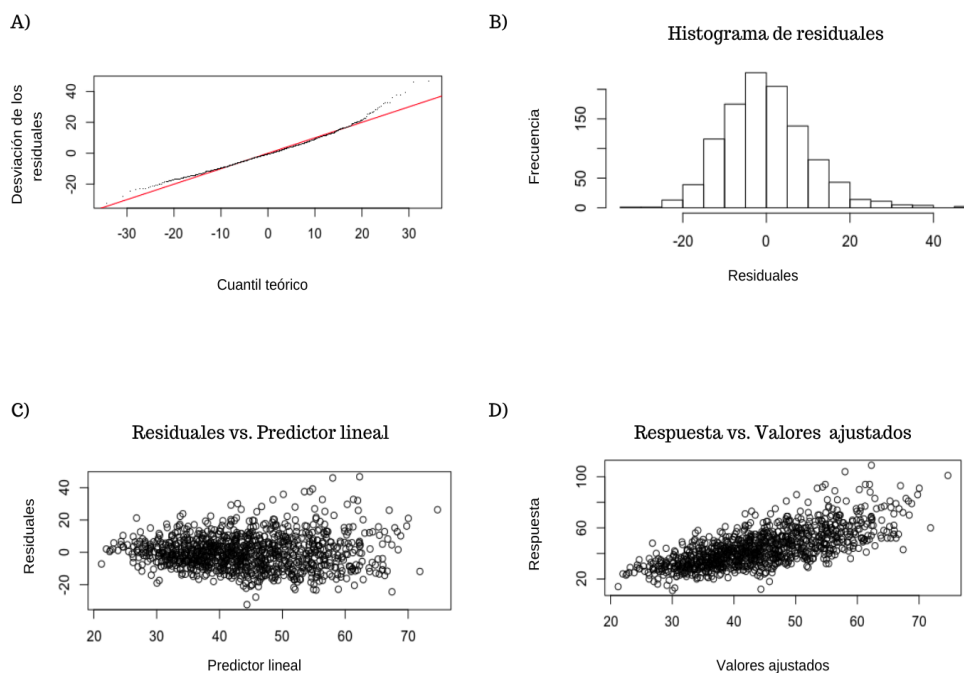 A)
Desviación de los
residuales
40
20
0
-20
-30
-20
-10
0
10
20
30
Cuantil teórico
B)
Histograma de residuales
Frecuencia
150
50
0
-20
0
20
40
Residuales
C)
Residuales vs. Predictor lineal
Residuales
40
20
0
-20
20
30
40
50
60
70
Predictor lineal
D)
Respuesta vs. Valores ajustados
Respuesta
100
60
20
20
30
40
50
60
70
Valores ajustados